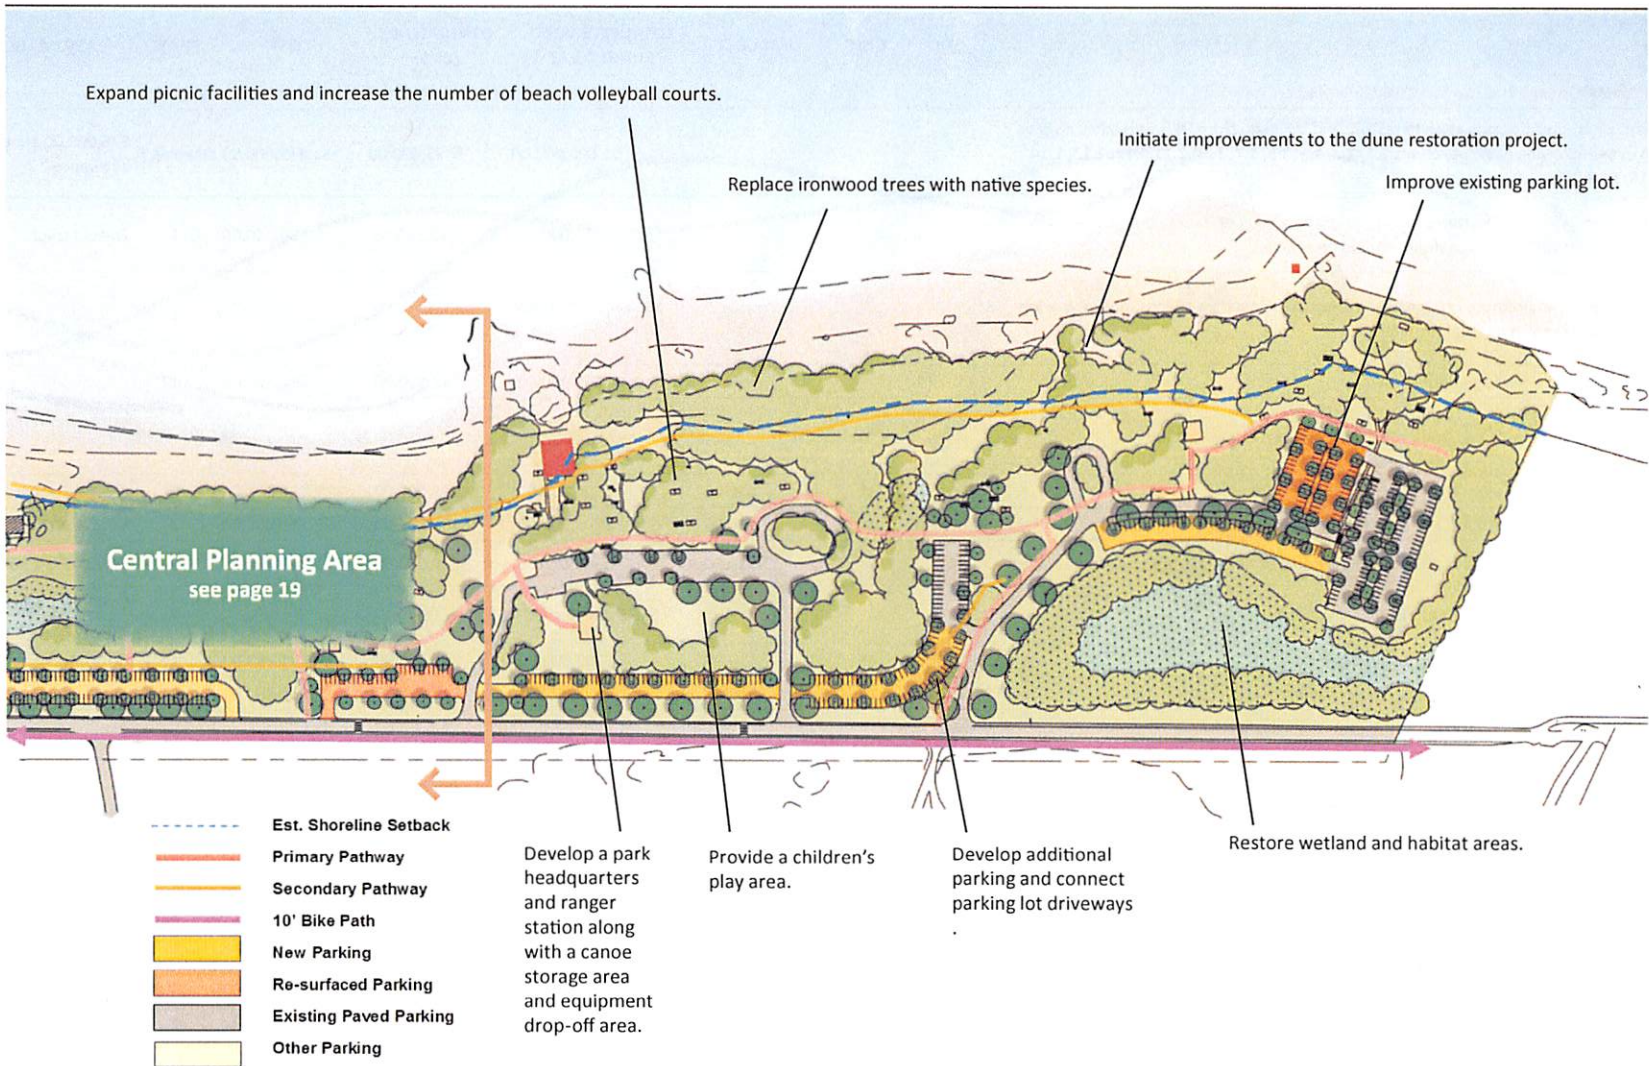 Expand picnic facilities and increase the number of beach volleyball courts.
Initiate improvements to the dune restoration project.
Replace ironwood trees with native species.
Improve existing parking lot.
Central Planning Area
see page 19
Est. Shoreline Setback
Primary Pathway
Secondary Pathway
10' Bike Path
New Parking
Re-surfaced Parking
Existing Paved Parking
Other Parking
Develop a park
headquarters
and ranger
station along
with a canoe
storage area
and equipment
drop-off area.
Provide a children's
play area.
Develop additional
parking and connect
parking lot driveways
.
Restore wetland and habitat areas.